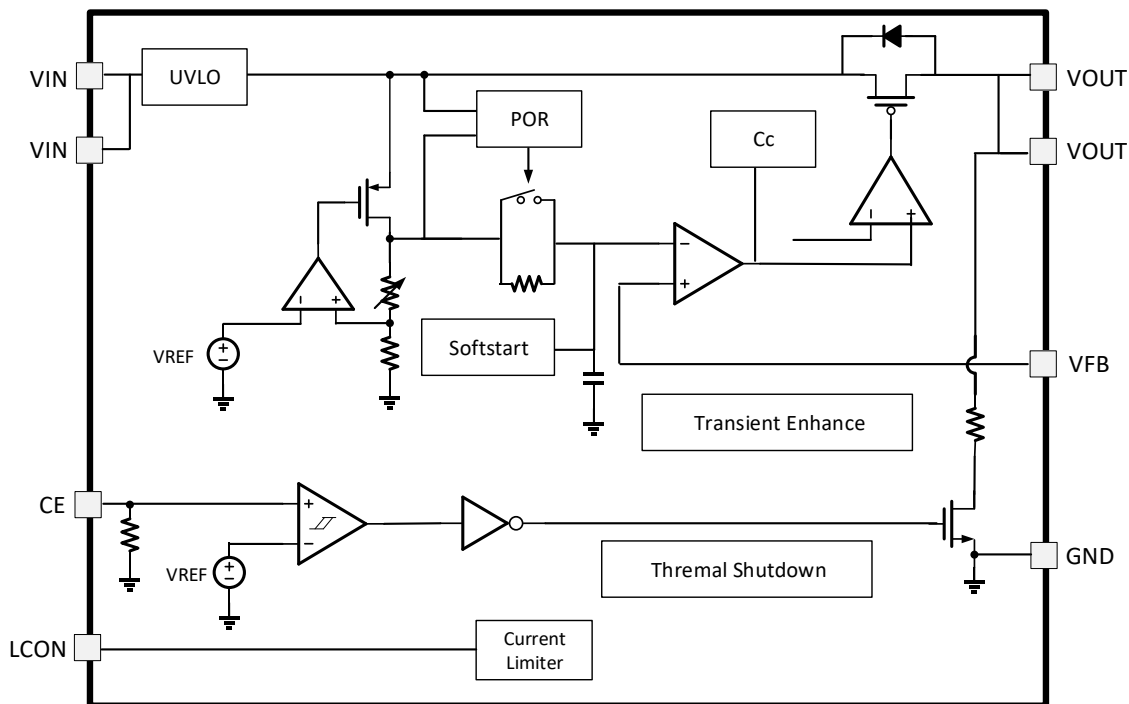 VIN
UVLO
VOUT
VIN
POR
Cc
VOUT
−
+
−
+
−
+
VREF
+
−
Softstart
VFB
Transient Enhance
CE
+
−
VREF
+
−
Thremal Shutdown
GND
LCON
Current
Limiter